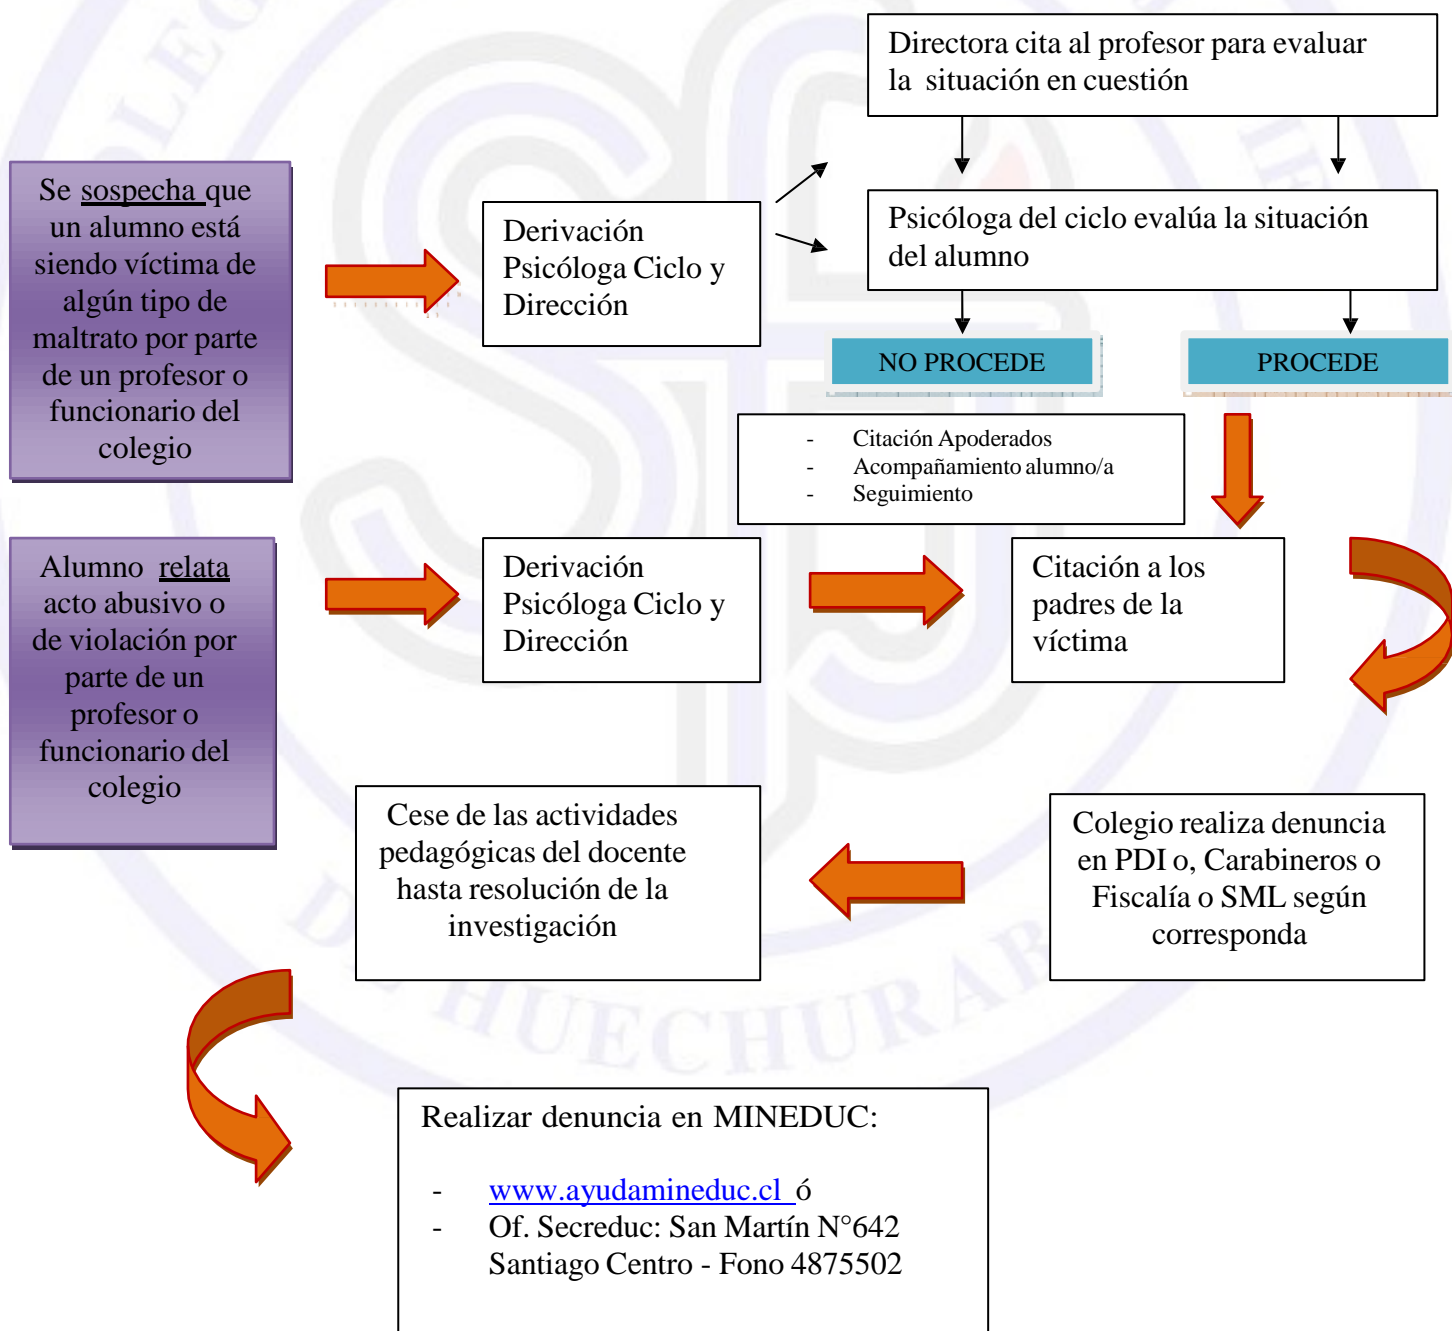 Directora cita al profesor para evaluar
la situación en cuestión
Se sospecha que
un alumno está
siendo víctima de
algún tipo de
maltrato por parte
de un profesor o
funcionario del
colegio
Derivación
Psicóloga Ciclo y
Dirección
Psicóloga del ciclo evalúa la situación
del alumno
NO PROCEDE
PROCEDE
- Citación Apoderados
- Acompañamiento alumno/a
- Seguimiento
Alumno relata
acto abusivo o
de violación por
parte de un
profesor o
funcionario del
colegio
Derivación
Psicóloga Ciclo y
Dirección
Citación a los
padres de la
víctima
Colegio realiza denuncia
en PDI o, Carabineros o
Fiscalía o SML según
corresponda
Cese de las actividades
pedagógicas del docente
hasta resolución de la
investigación
DE HUECHURABA
Realizar denuncia en MINEDUC:
- www.ayudamineduc.cl ó
- Of. Secreduc: San Martín N°642
Santiago Centro - Fono 4875502